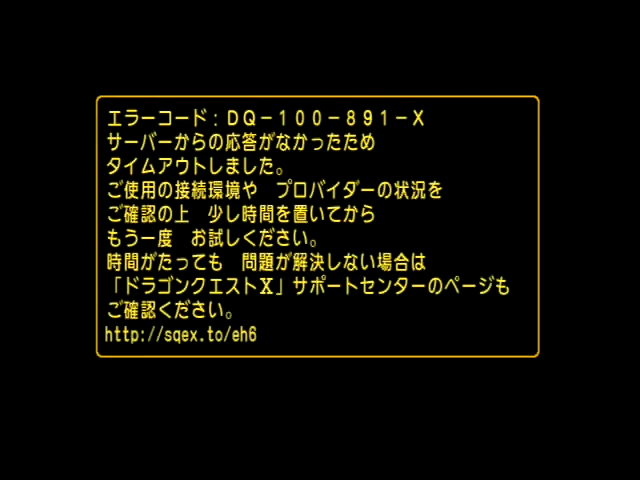 エラーコード：ＤＱ－１００－８９１－Ｘ
サーバーからの応答がなかったため
タイムアウトしました。
ご使用の接続環境や　プロバイダーの状況を
ご確認の上　少し時間を置いてから
もう一度　お試しください。
時間がたっても　問題が解決しない場合は
「ドラゴンクエストⅩ」サポートセンターのページも
ご確認ください。
http://sqex.to/eh6